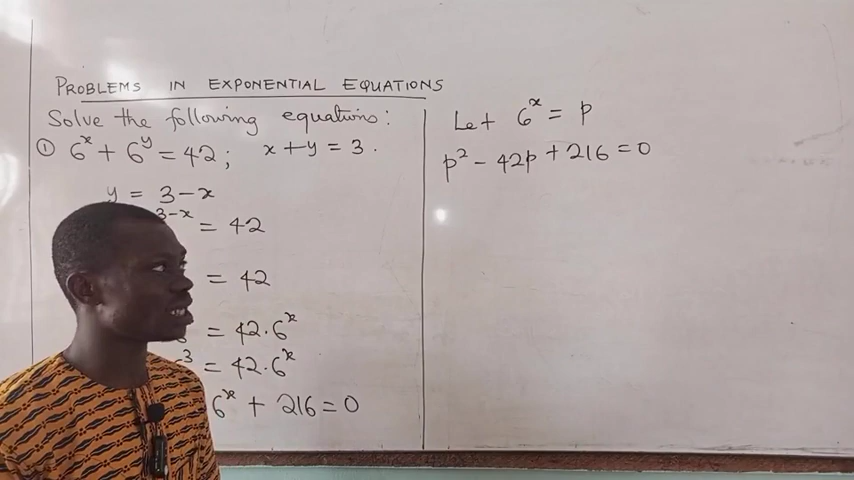 PROBLEMS IN EXPONENTIAL EQUATIONS
Solve the following equations:
① 6^x + 6^y = 42; x + y = 3.
y = 3 - x
3-x = 42
= 42
= 42·6^x
3 = 42·6^x
6^x + 216 = 0
Let 6^x = p
p² - 42p + 216 = 0